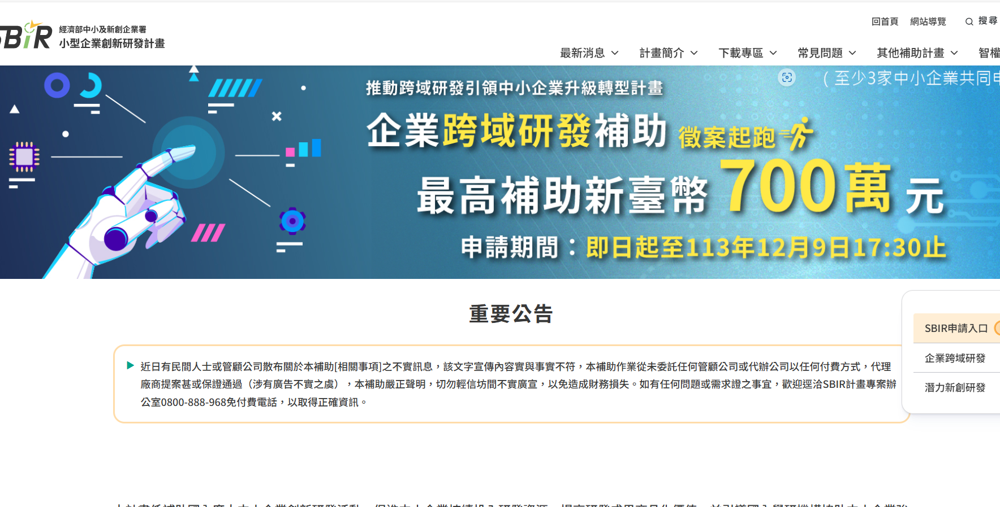 SBIR 經濟部中小及新創企業署
小型企業創新研發計畫
回首頁 網站導覽 搜尋
最新消息 計畫簡介 下載專區 常見問題 其他補助計畫 智權
推動跨域研發引領中小企業升級轉型計畫
(至少3家中小企業共同申
企業跨域研發補助 徵案起跑
最高補助新臺幣700萬元
申請期間：即日起至113年12月9日17:30止
重要公告
SBIR申請入口
企業跨域研發
潛力新創研發
近日有民間人士或管顧公司散布關於本補助[相關事項]之不實訊息，該文字宣傳內容實與事實不符，本補助作業從未委託任何管顧公司或代辦公司以任何付費方式，代理
廠商提案甚或保證通過（涉有廣告不實之虞），本補助嚴正聲明，切勿輕信坊間不實廣宣，以免造成財務損失。如有任何問題或需求證之事宜，歡迎逕洽SBIR計畫專案辦
公室0800-888-968免付費電話，以取得正確資訊。